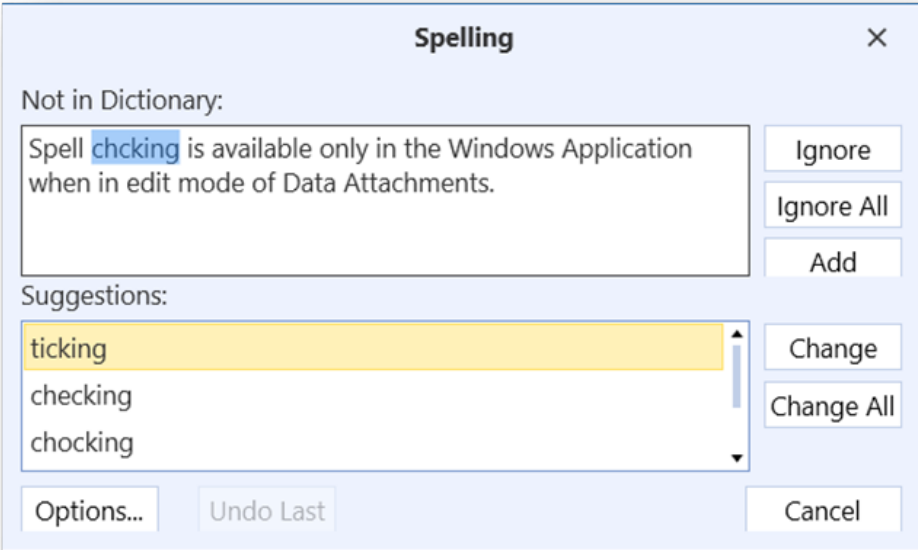 Spelling
Not in Dictionary:
Spell chcking is available only in the Windows Application
when in edit mode of Data Attachments.
Ignore
Ignore All
Add
Suggestions:
ticking
checking
chocking
Change
Change All
Options...
Undo Last
Cancel